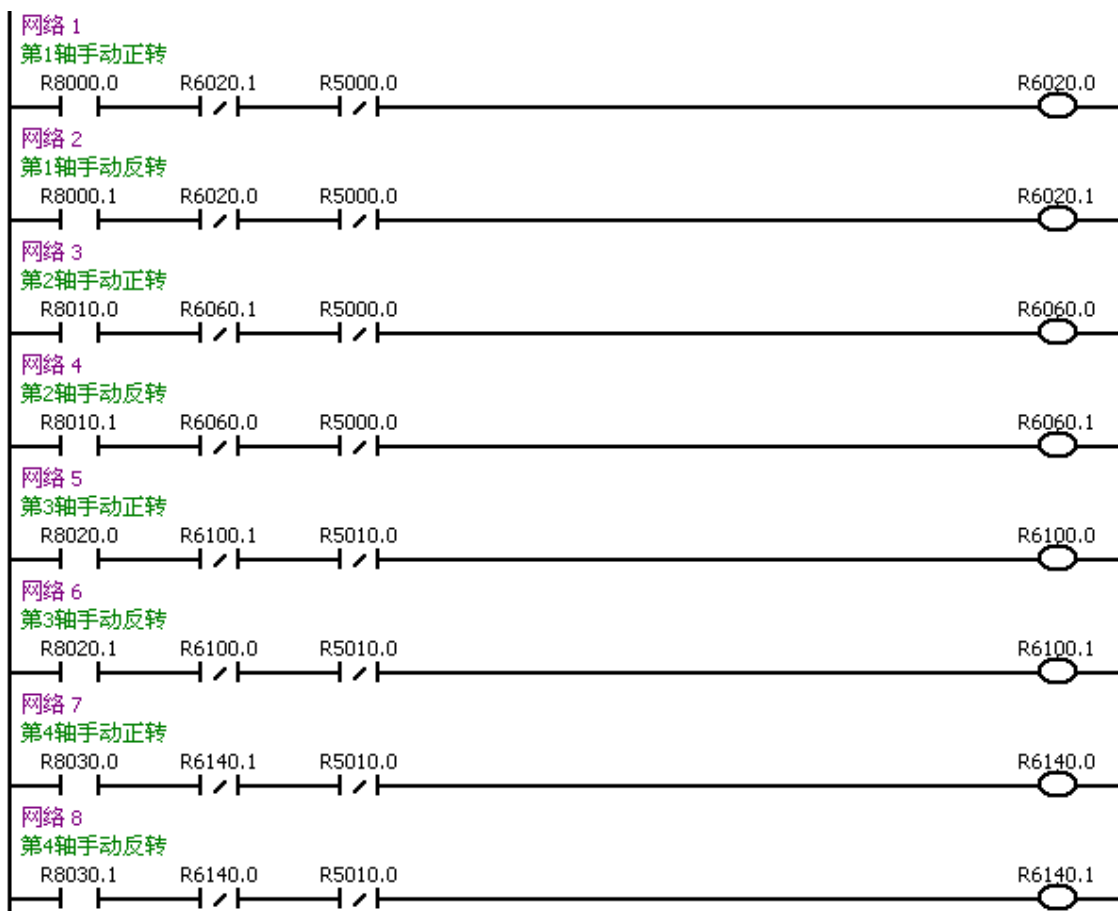 网络 1
第1轴手动正转
R8000.0 R6020.1 R5000.0 R6020.0
网络 2
第1轴手动反转
R8000.1 R6020.0 R5000.0 R6020.1
网络 3
第2轴手动正转
R8010.0 R6060.1 R5000.0 R6060.0
网络 4
第2轴手动反转
R8010.1 R6060.0 R5000.0 R6060.1
网络 5
第3轴手动正转
R8020.0 R6100.1 R5010.0 R6100.0
网络 6
第3轴手动反转
R8020.1 R6100.0 R5010.0 R6100.1
网络 7
第4轴手动正转
R8030.0 R6140.1 R5010.0 R6140.0
网络 8
第4轴手动反转
R8030.1 R6140.0 R5010.0 R6140.1